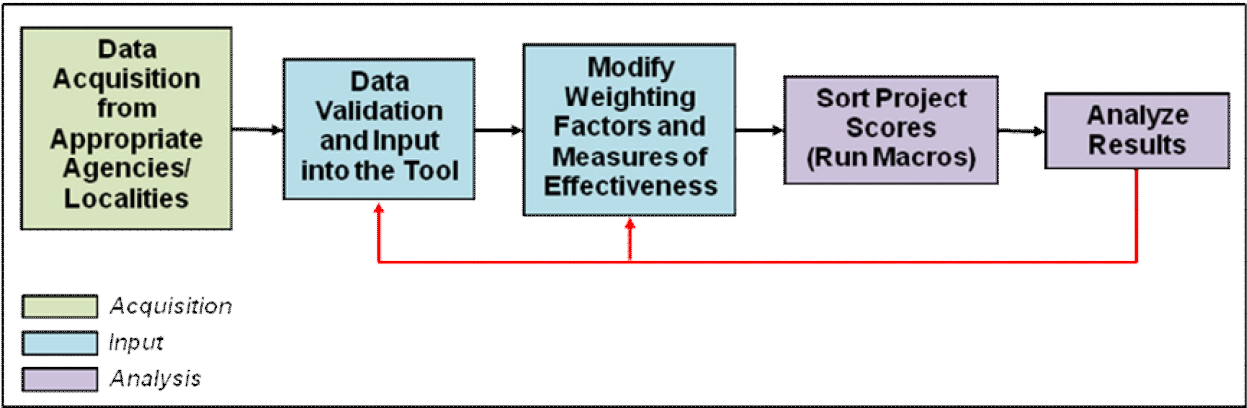 Data
Acquisition
from
Appropriate
Agencies/
Localities
Data
Validation
and Input
into the Tool
Modify
Weighting
Factors and
Measures of
Effectiveness
Sort Project
Scores
(Run Macros)
Analyze
Results
Acquisition
Input
Analysis